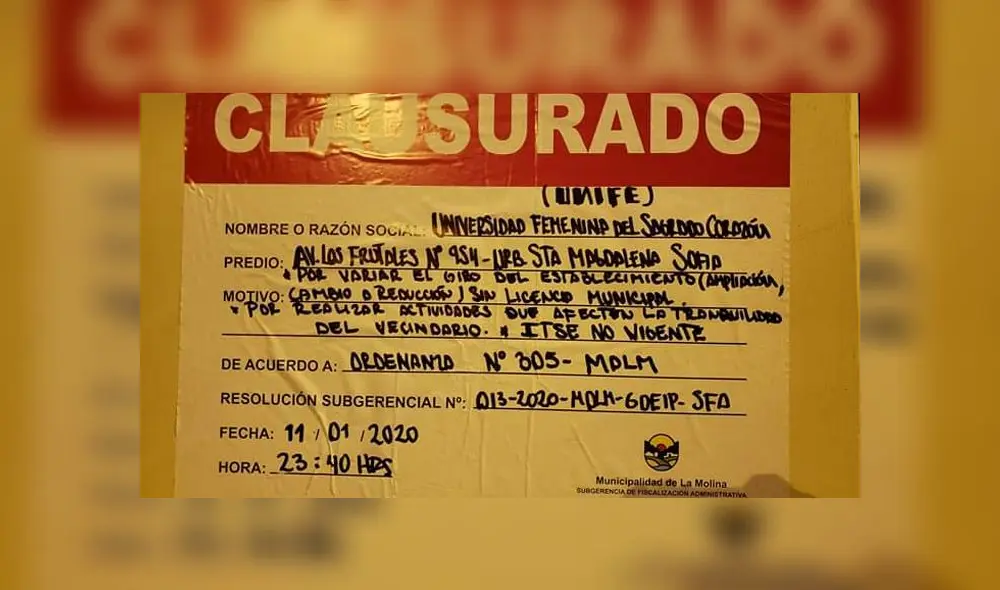 CLAUSURADO
(UNIFE)
NOMBRE O RAZÓN SOCIAL: UNIVERSIDAD FEMENINA DEL SAGRADO CORAZÓN
PREDIO: AV. LOS FRUTALES N° 954 - URB. STA MAGDALENA SOFIA
* POR VARIAR EL GIRO DEL ESTABLECIMIENTO (AMPLIACIÓN,
MOTIVO: CAMBIO O REDUCCIÓN) SIN LICENCIA MUNICIPAL.
* POR REALIZAR ACTIVIDADES QUE AFECTEN LA TRANQUILIDAD
DEL VECINDARIO. * ITSE NO VIGENTE
DE ACUERDO A: ORDENANZA N° 305 - MDLM
RESOLUCIÓN SUBGERENCIAL N°: 013-2020-MDLM-GDEIP-SFA
FECHA: 11 / 01 / 2020
HORA: 23:40 HRS
Municipalidad de La Molina
SUBGERENCIA DE FISCALIZACIÓN ADMINISTRATIVA